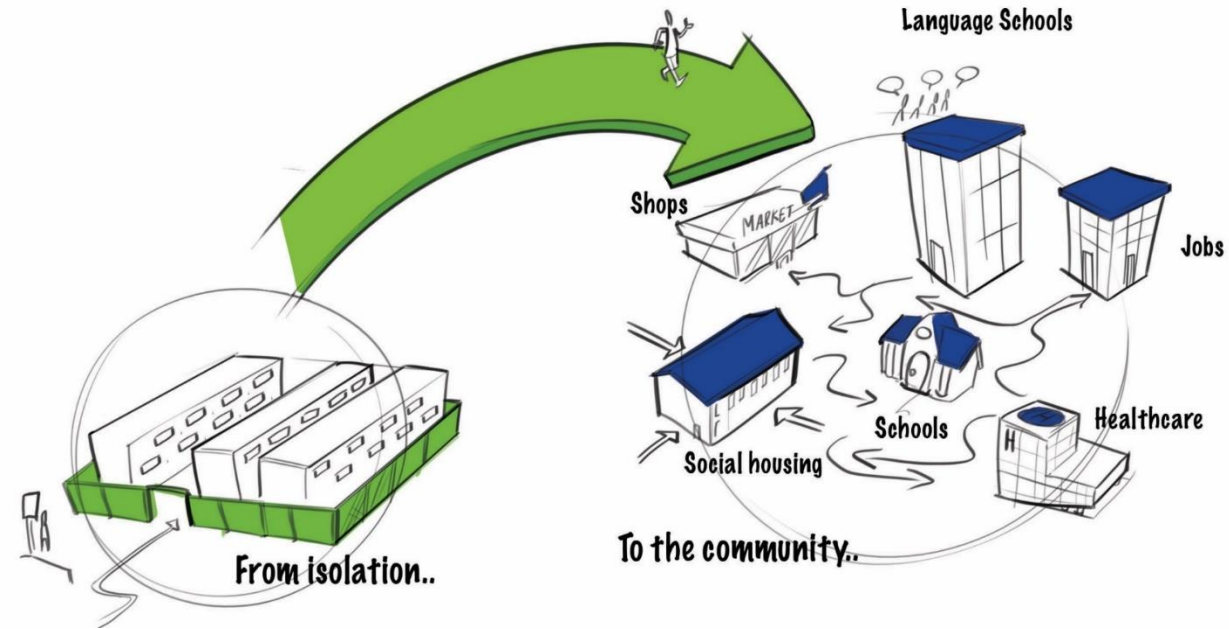 Language Schools
Shops
MARKET
Jobs
Schools
Healthcare
H
H
Social housing
To the community..
From isolation..